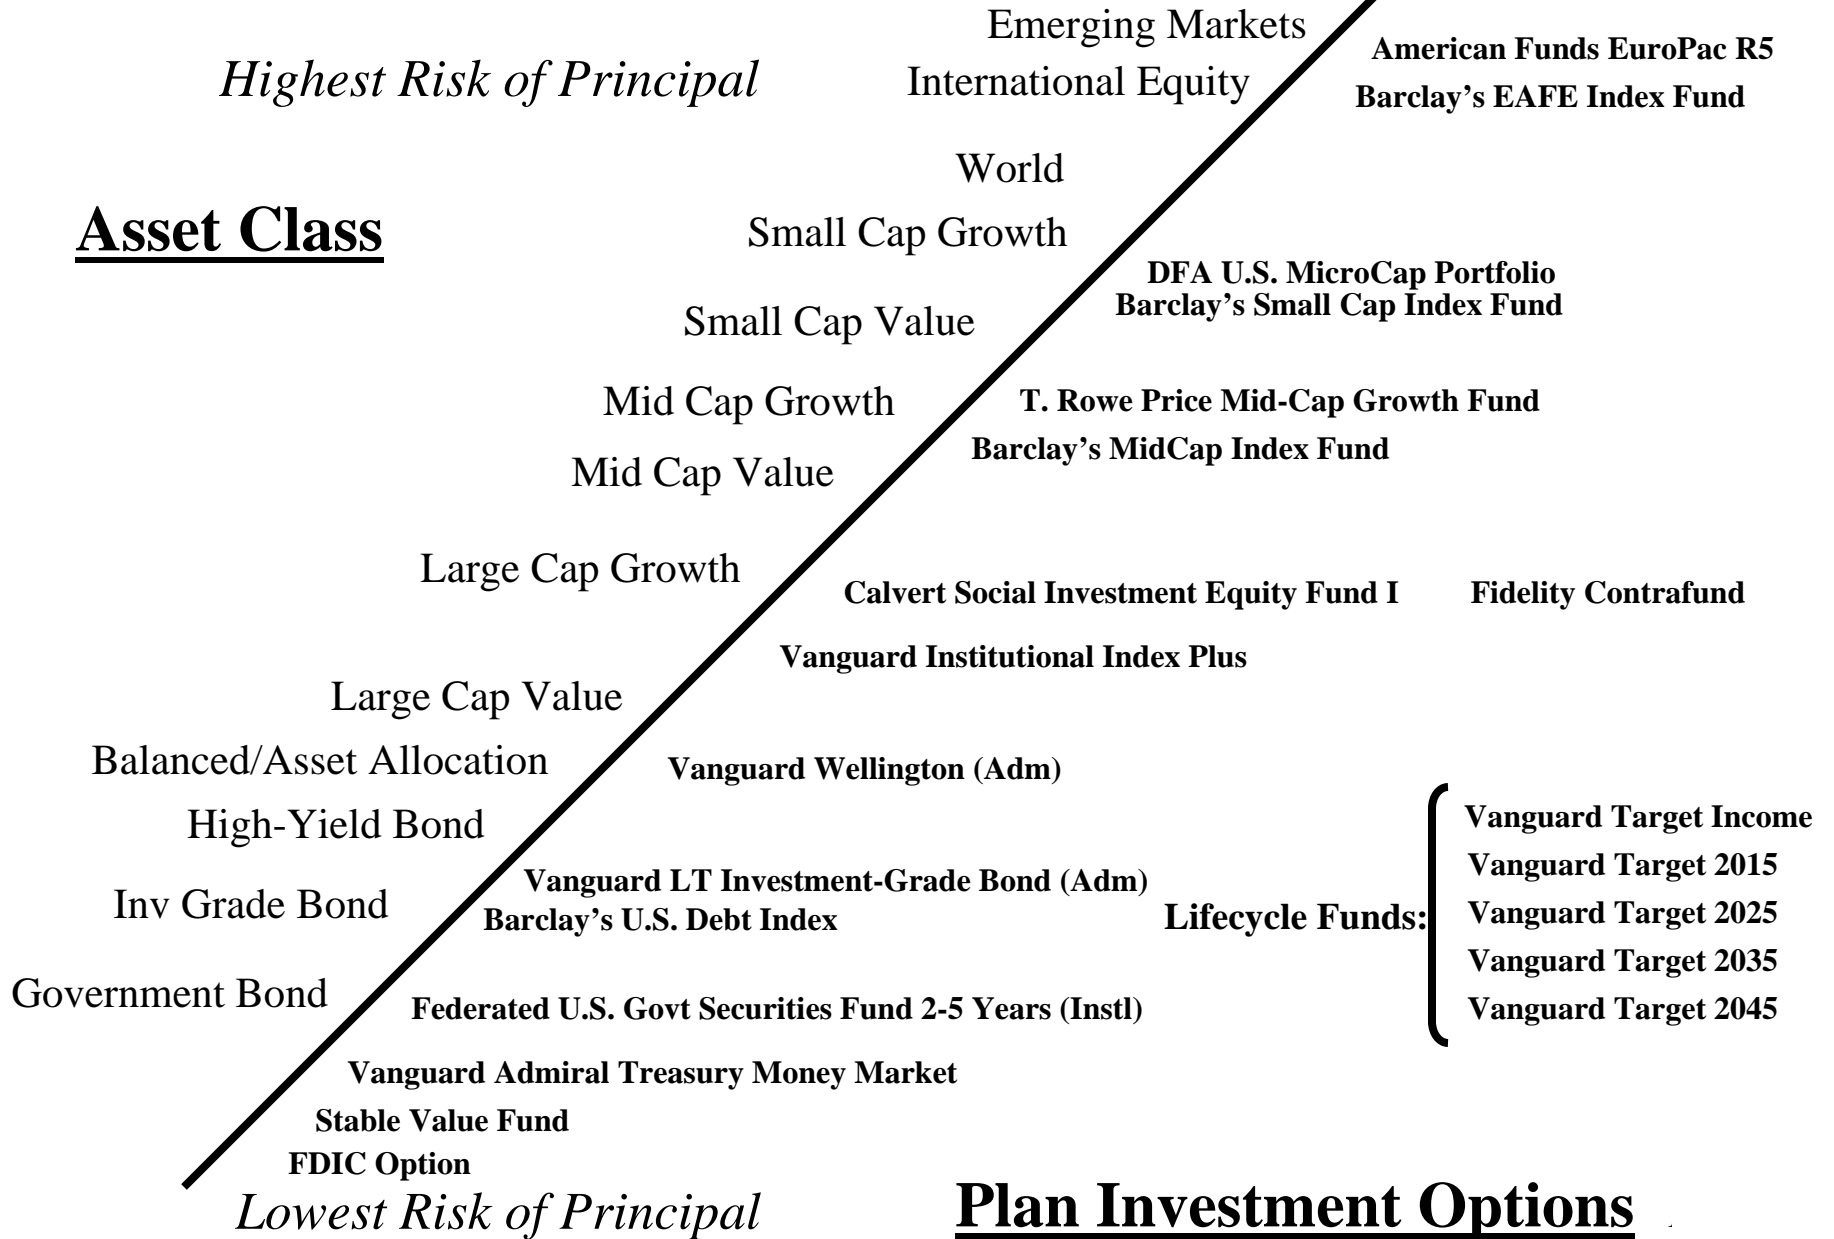 Emerging Markets
American Funds EuroPac R5
Highest Risk of Principal
International Equity
Barclay's EAFE Index Fund
World
Asset Class
Small Cap Growth
DFA U.S. MicroCap Portfolio
Barclay's Small Cap Index Fund
Small Cap Value
Mid Cap Growth
T. Rowe Price Mid-Cap Growth Fund
Barclay's MidCap Index Fund
Mid Cap Value
Large Cap Growth
Calvert Social Investment Equity Fund I
Fidelity Contrafund
Vanguard Institutional Index Plus
Large Cap Value
Balanced/Asset Allocation
Vanguard Wellington (Adm)
High-Yield Bond
Vanguard LT Investment-Grade Bond (Adm)
Inv Grade Bond
Barclay's U.S. Debt Index
Lifecycle Funds:
Vanguard Target Income
Vanguard Target 2015
Vanguard Target 2025
Vanguard Target 2035
Vanguard Target 2045
Government Bond
Federated U.S. Govt Securities Fund 2-5 Years (Instl)
Vanguard Admiral Treasury Money Market
Stable Value Fund
FDIC Option
Lowest Risk of Principal
Plan Investment Options